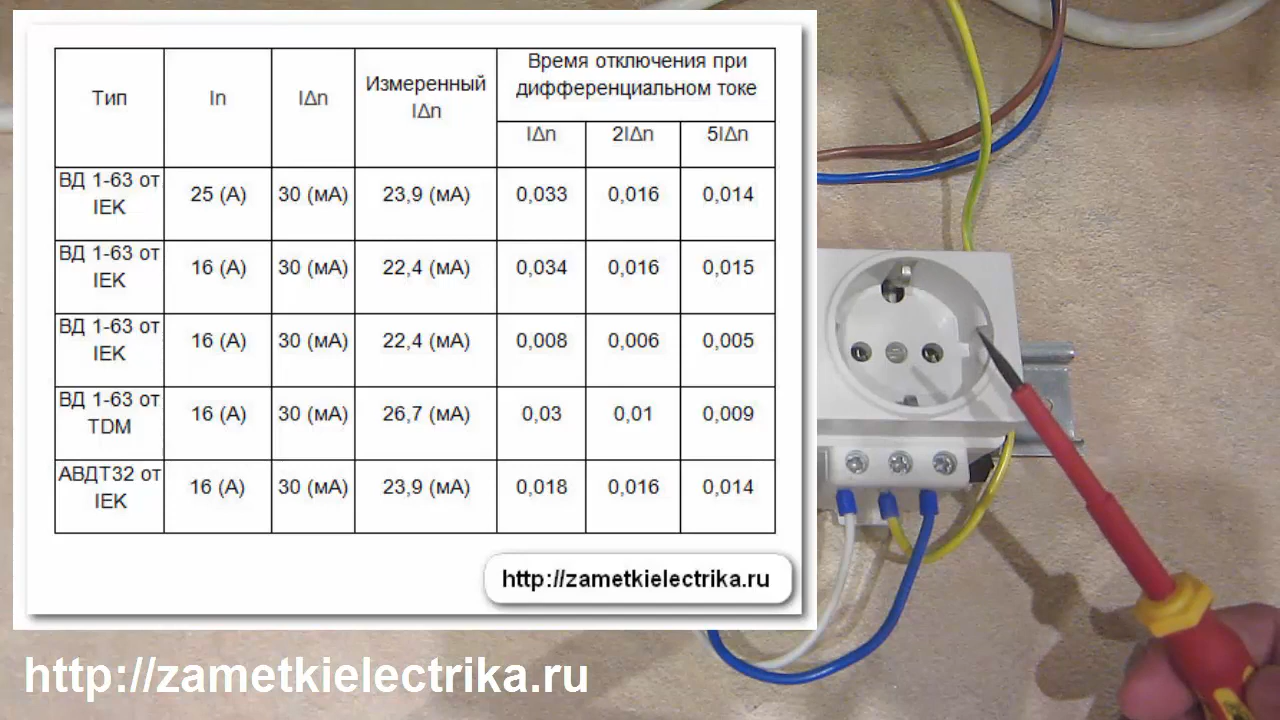 Тип In IΔn Измеренный IΔn Время отключения при дифференциальном токе
IΔn 2IΔn 5IΔn
ВД 1-63 от IEK 25 (А) 30 (мА) 23,9 (мА) 0,033 0,016 0,014
ВД 1-63 от IEK 16 (А) 30 (мА) 22,4 (мА) 0,034 0,016 0,015
ВД 1-63 от IEK 16 (А) 30 (мА) 22,4 (мА) 0,008 0,006 0,005
ВД 1-63 от TDM 16 (А) 30 (мА) 26,7 (мА) 0,03 0,01 0,009
АВДТ32 от IEK 16 (А) 30 (мА) 23,9 (мА) 0,018 0,016 0,014
http://zametkielectrika.ru
http://zametkielectrika.ru